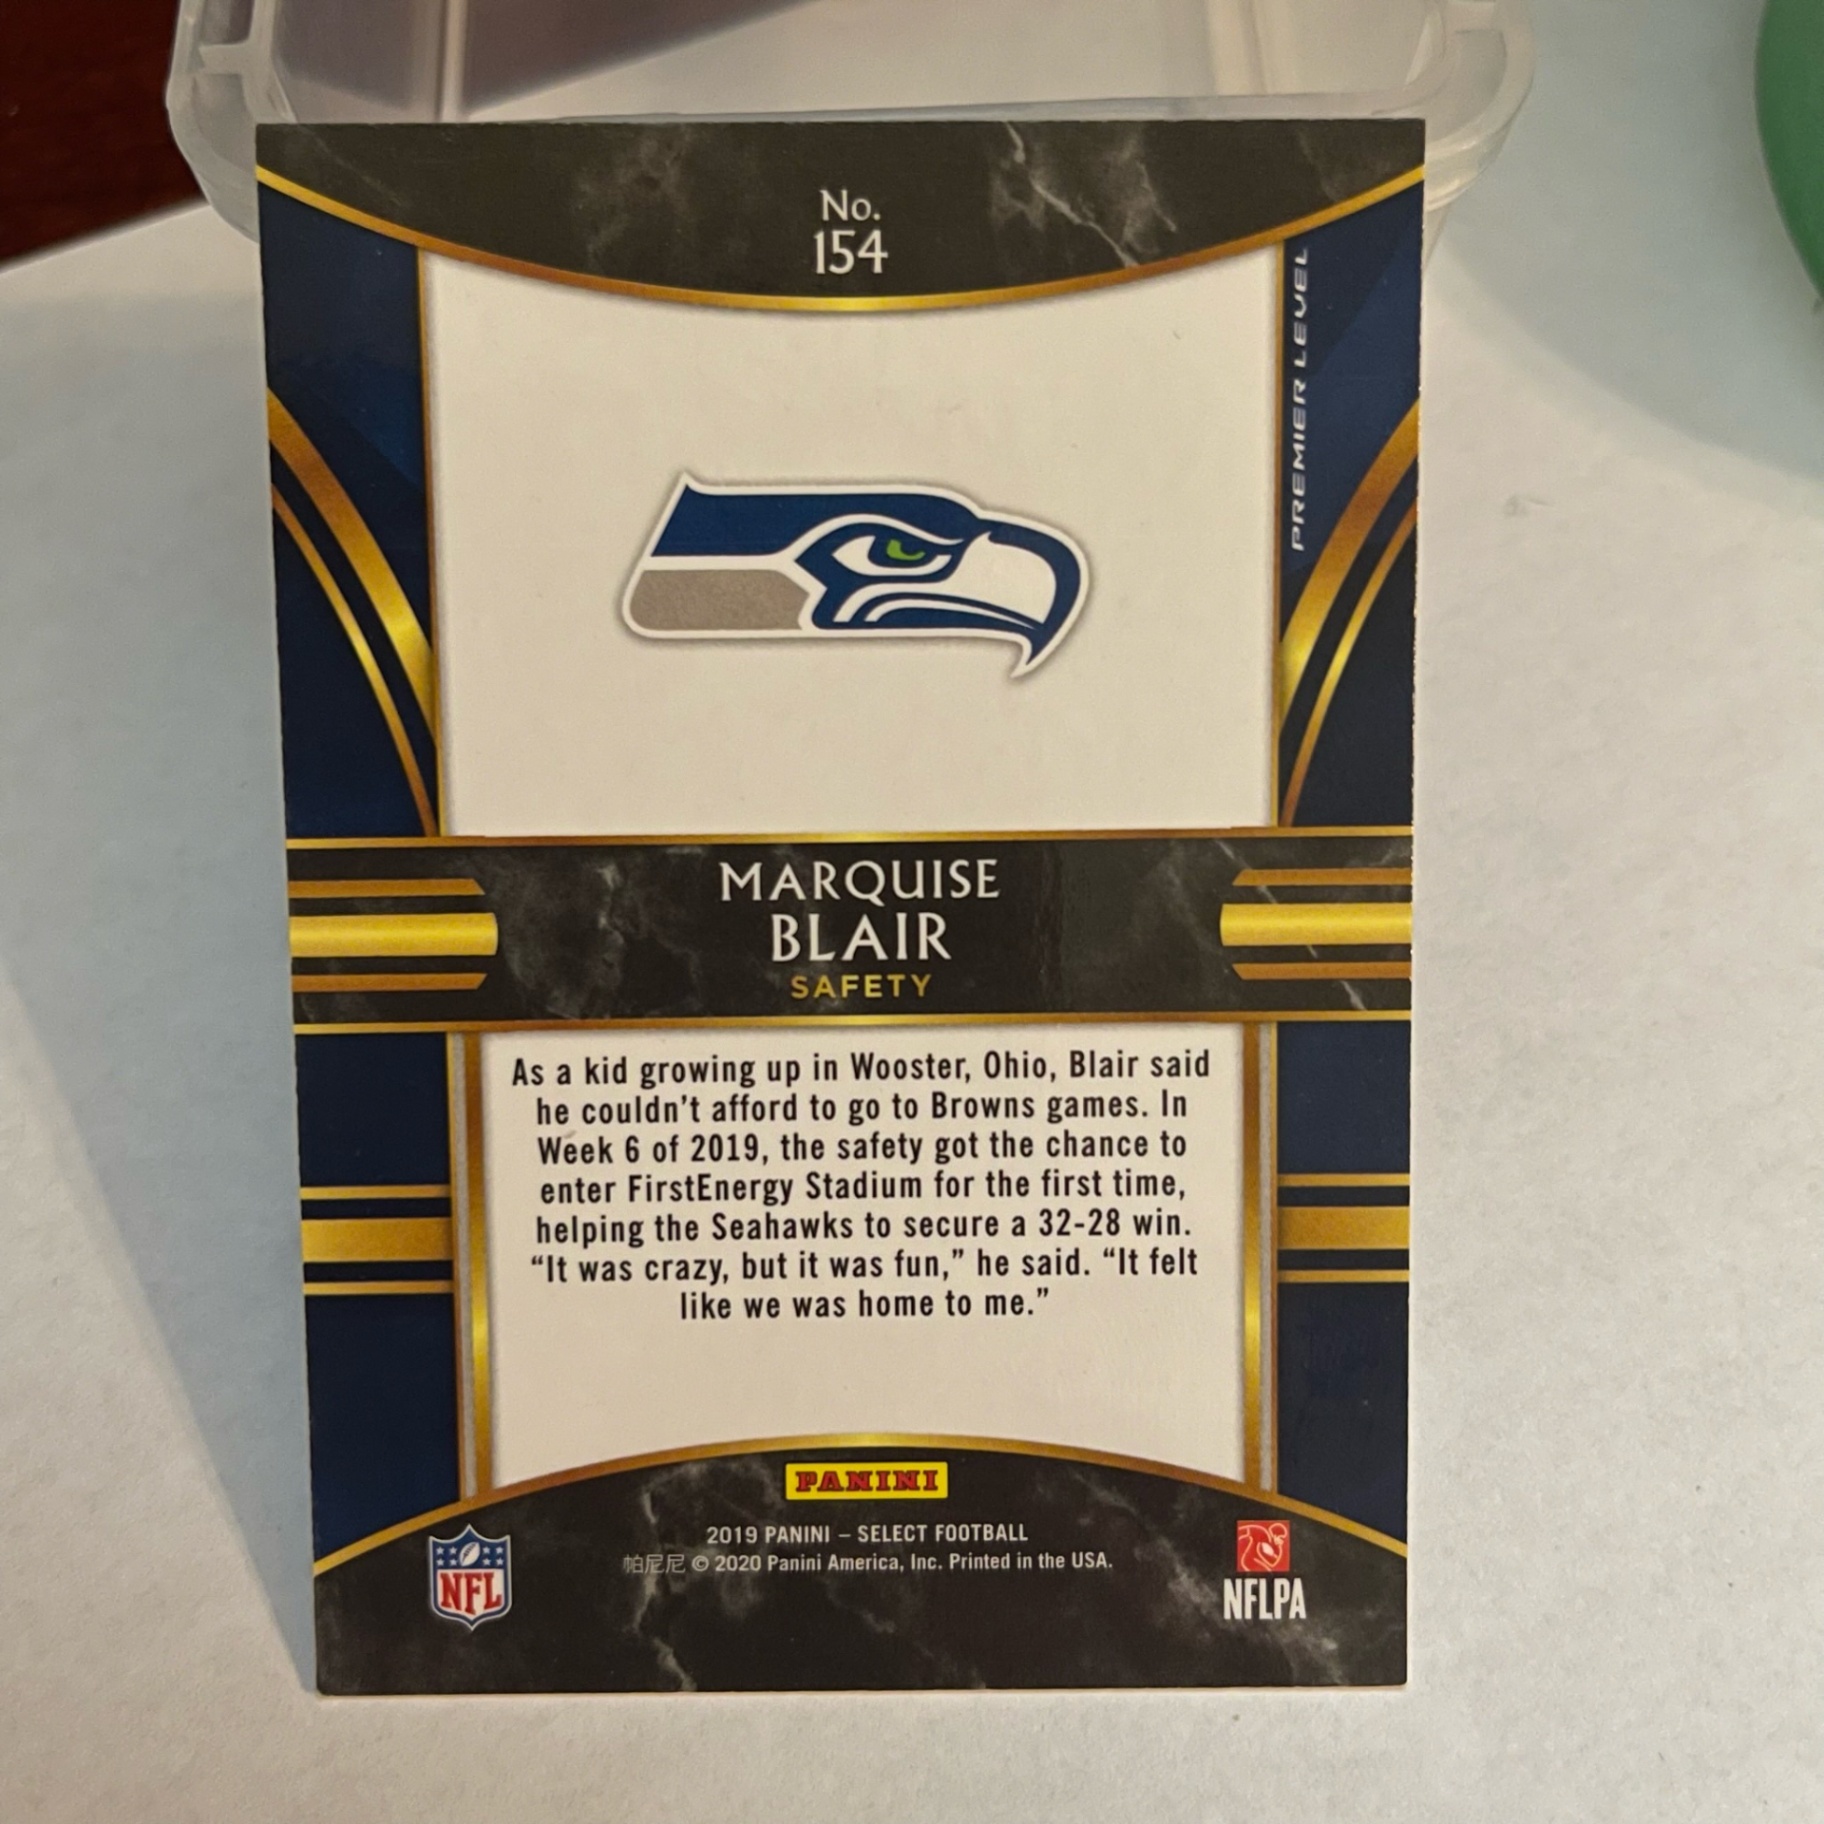 No.
154
PREMIER LEVEL
MARQUISE
BLAIR
SAFETY
As a kid growing up in Wooster, Ohio, Blair said
he couldn't afford to go to Browns games. In
Week 6 of 2019, the safety got the chance to
enter FirstEnergy Stadium for the first time,
helping the Seahawks to secure a 32-28 win.
“It was crazy, but it was fun,” he said. “It felt
like we was home to me.”
PANINI
2019 PANINI – SELECT FOOTBALL
帕尼尼 © 2020 Panini America, Inc. Printed in the USA.
NFL
NFLPA